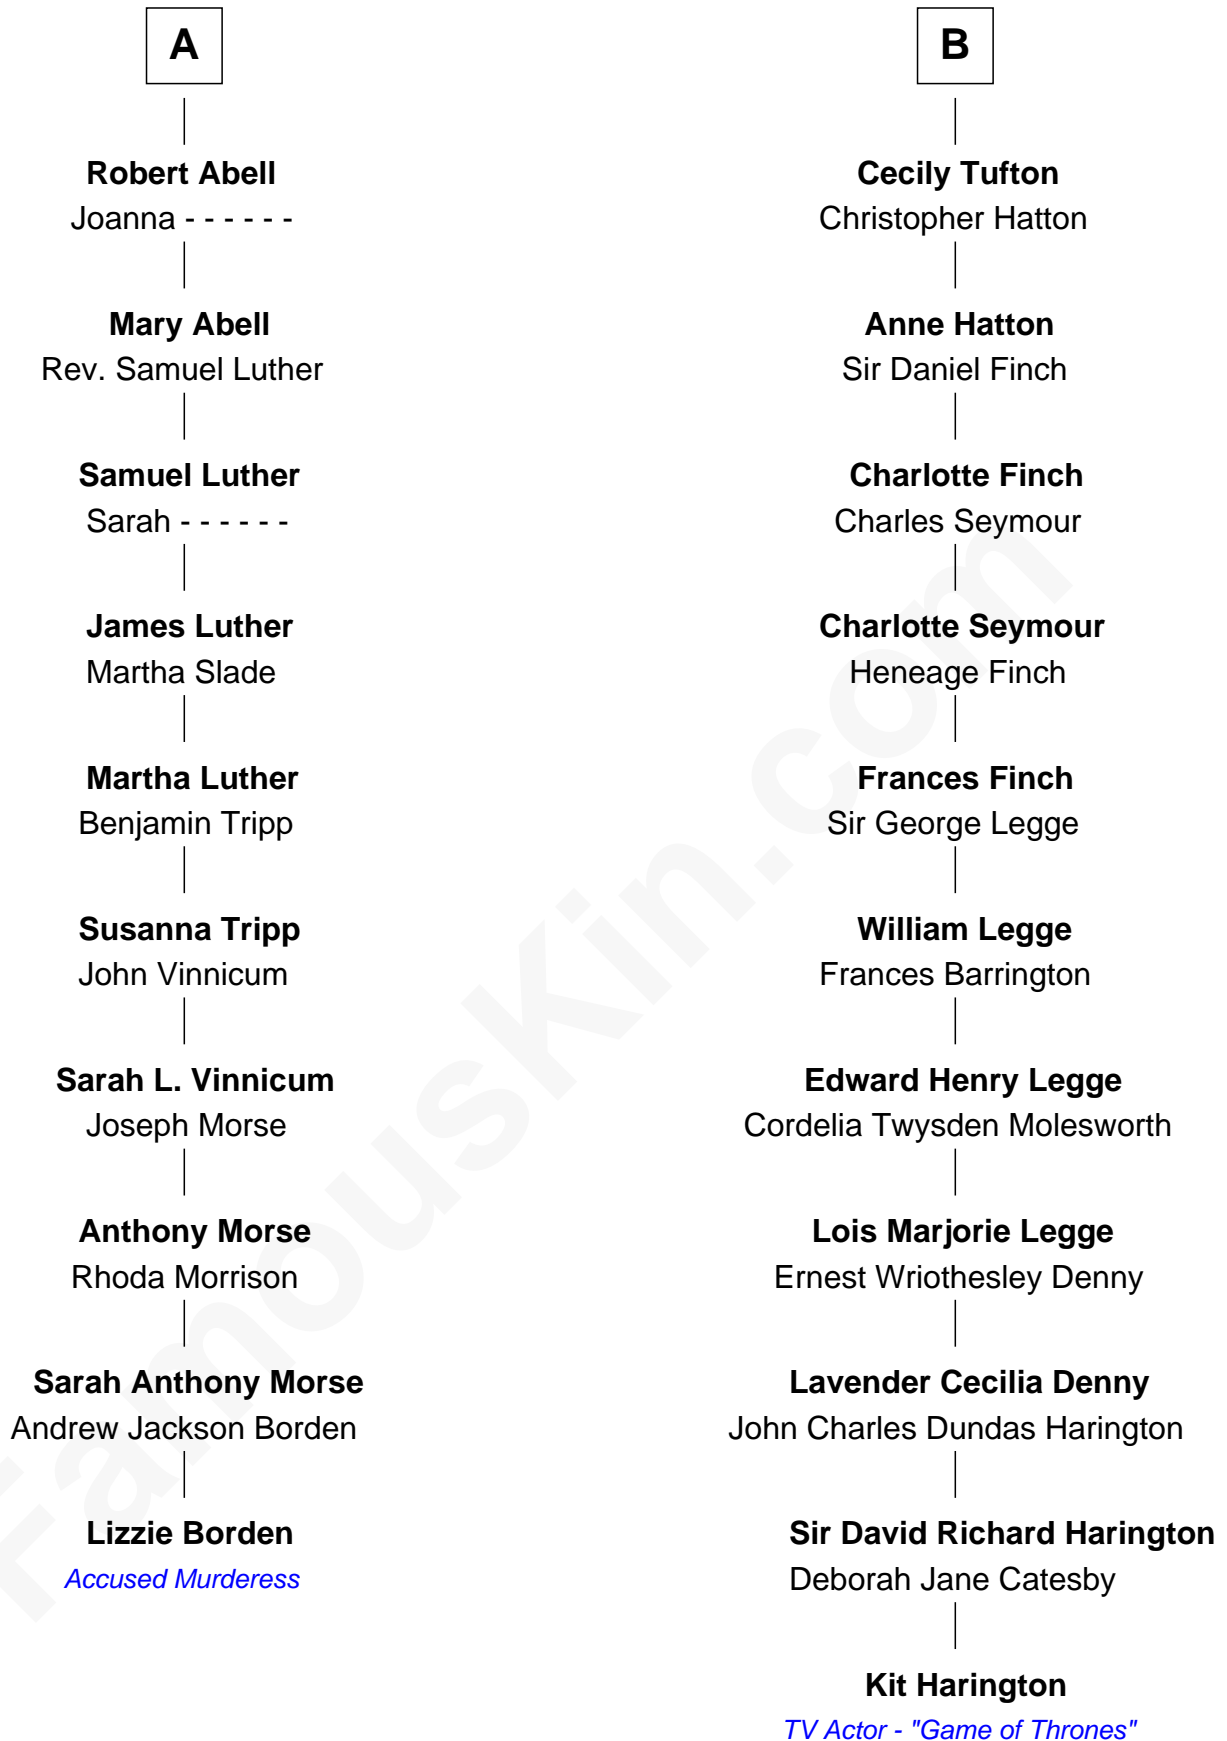 A
Robert Abell
Joanna - - - - - -
Mary Abell
Rev. Samuel Luther
Samuel Luther
Sarah - - - - - -
James Luther
Martha Slade
Martha Luther
Benjamin Tripp
Susanna Tripp
John Vinnicum
Sarah L. Vinnicum
Joseph Morse
Anthony Morse
Rhoda Morrison
Sarah Anthony Morse
Andrew Jackson Borden
Lizzie Borden
Accused Murderess
B
Cecily Tufton
Christopher Hatton
Anne Hatton
Sir Daniel Finch
Charlotte Finch
Charles Seymour
Charlotte Seymour
Heneage Finch
Frances Finch
Sir George Legge
William Legge
Frances Barrington
Edward Henry Legge
Cordelia Twysden Molesworth
Lois Marjorie Legge
Ernest Wriothesley Denny
Lavender Cecilia Denny
John Charles Dundas Harington
Sir David Richard Harington
Deborah Jane Catesby
Kit Harington
TV Actor - "Game of Thrones"
FamousKin.com